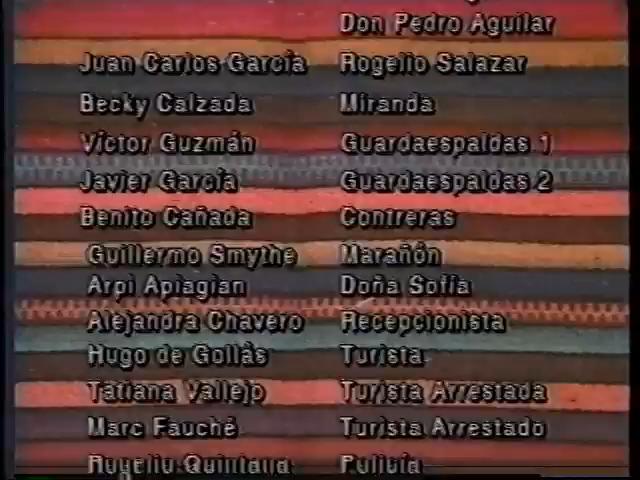 Don Pedro Aguilar
Juan Carlos García Rogelio Salazar
Becky Calzada Miranda
Víctor Guzmán Guardaespaldas 1
Javier García Guardaespaldas 2
Benito Cañada Contreras
Guillermo Smythe Marañón
Arpi Apiagian Doña Sofía
Alejandra Chavero Recepcionista
Hugo de Gollás Turista
Tatiana Vallejo Turista Arrestada
Marc Fauché Turista Arrestado
Rogelio Quintana